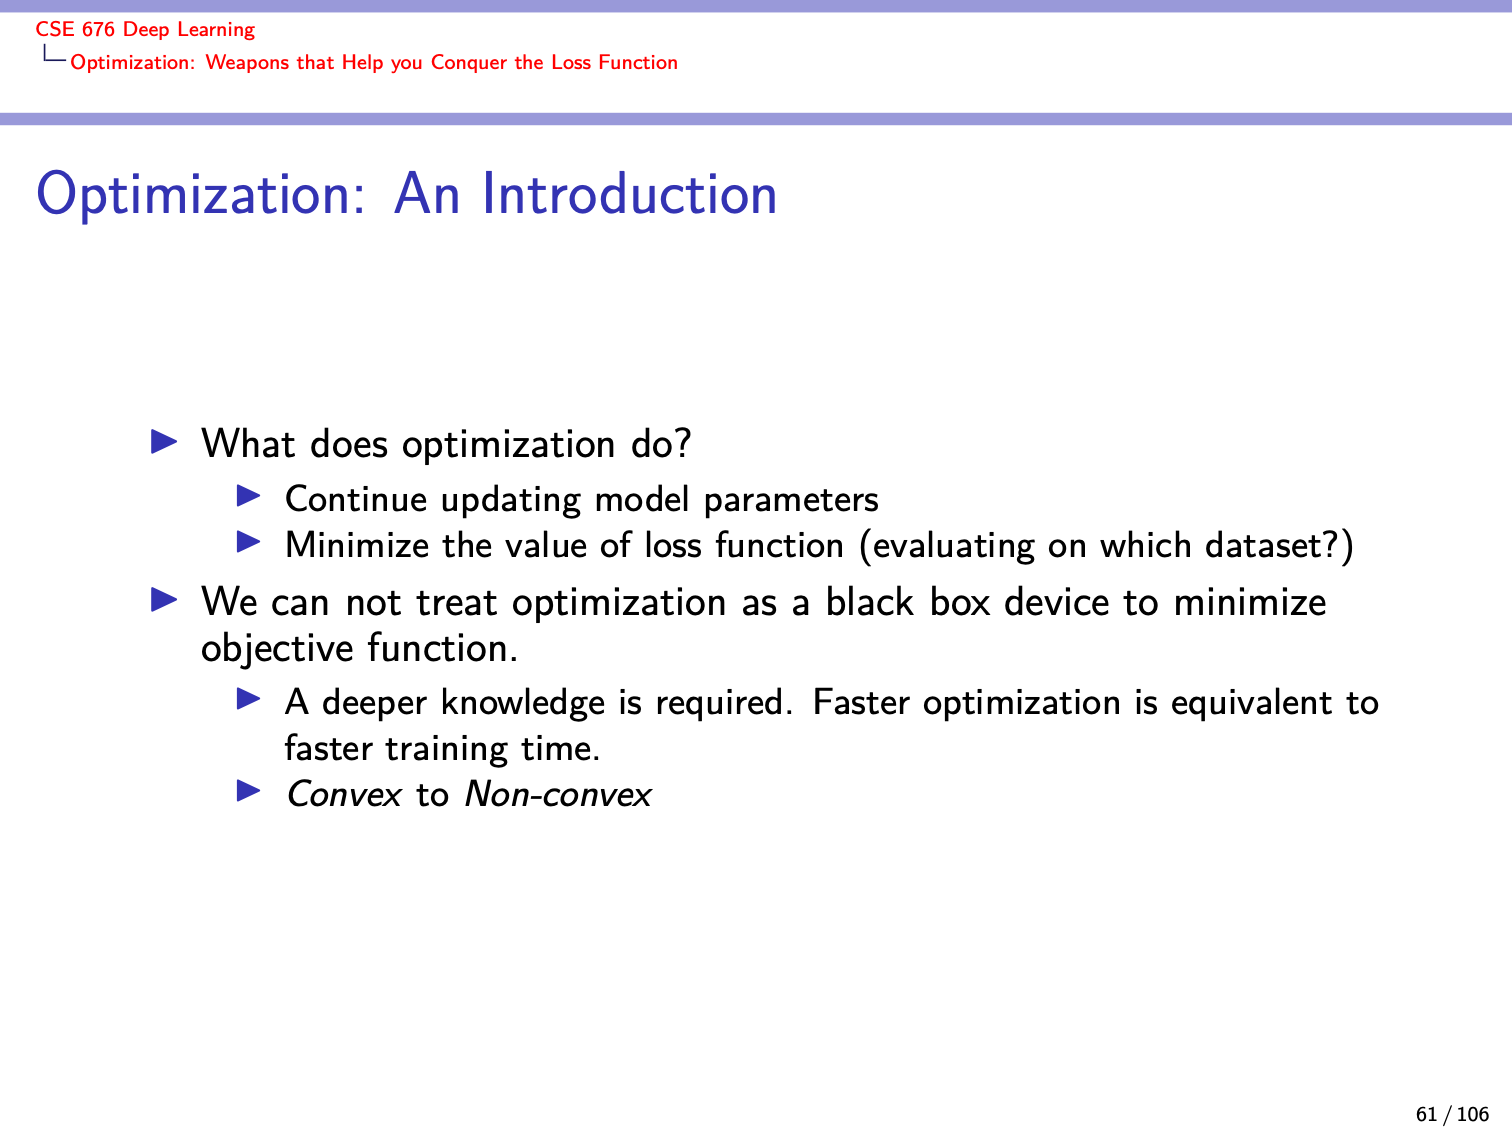 CSE 676 Deep Learning
Optimization: Weapons that Help you Conquer the Loss Function
Optimization: An Introduction
What does optimization do?
Continue updating model parameters
Minimize the value of loss function (evaluating on which dataset?)
We can not treat optimization as a black box device to minimize
objective function.
A deeper knowledge is required. Faster optimization is equivalent to
faster training time.
Convex to Non-convex
61 / 106